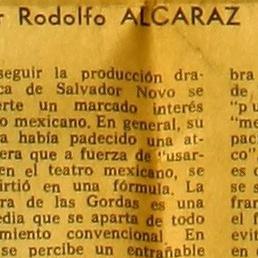 r Rodolfo ALCARAZ
seguir la producción dra-
ca de Salvador Novo se
erte un marcado interés
o mexicano. En general, su
a había padecido una at-
era que a fuerza de "usar-
en el teatro mexicano, se
irtió en una fórmula. La
ra de las Gordas es una
edia que se aparta de todo
miento convencional. En
se percibe un entrañable
bra
de
"p u
"me
pac
co",
es c
se s
fran
el f
evit
en c